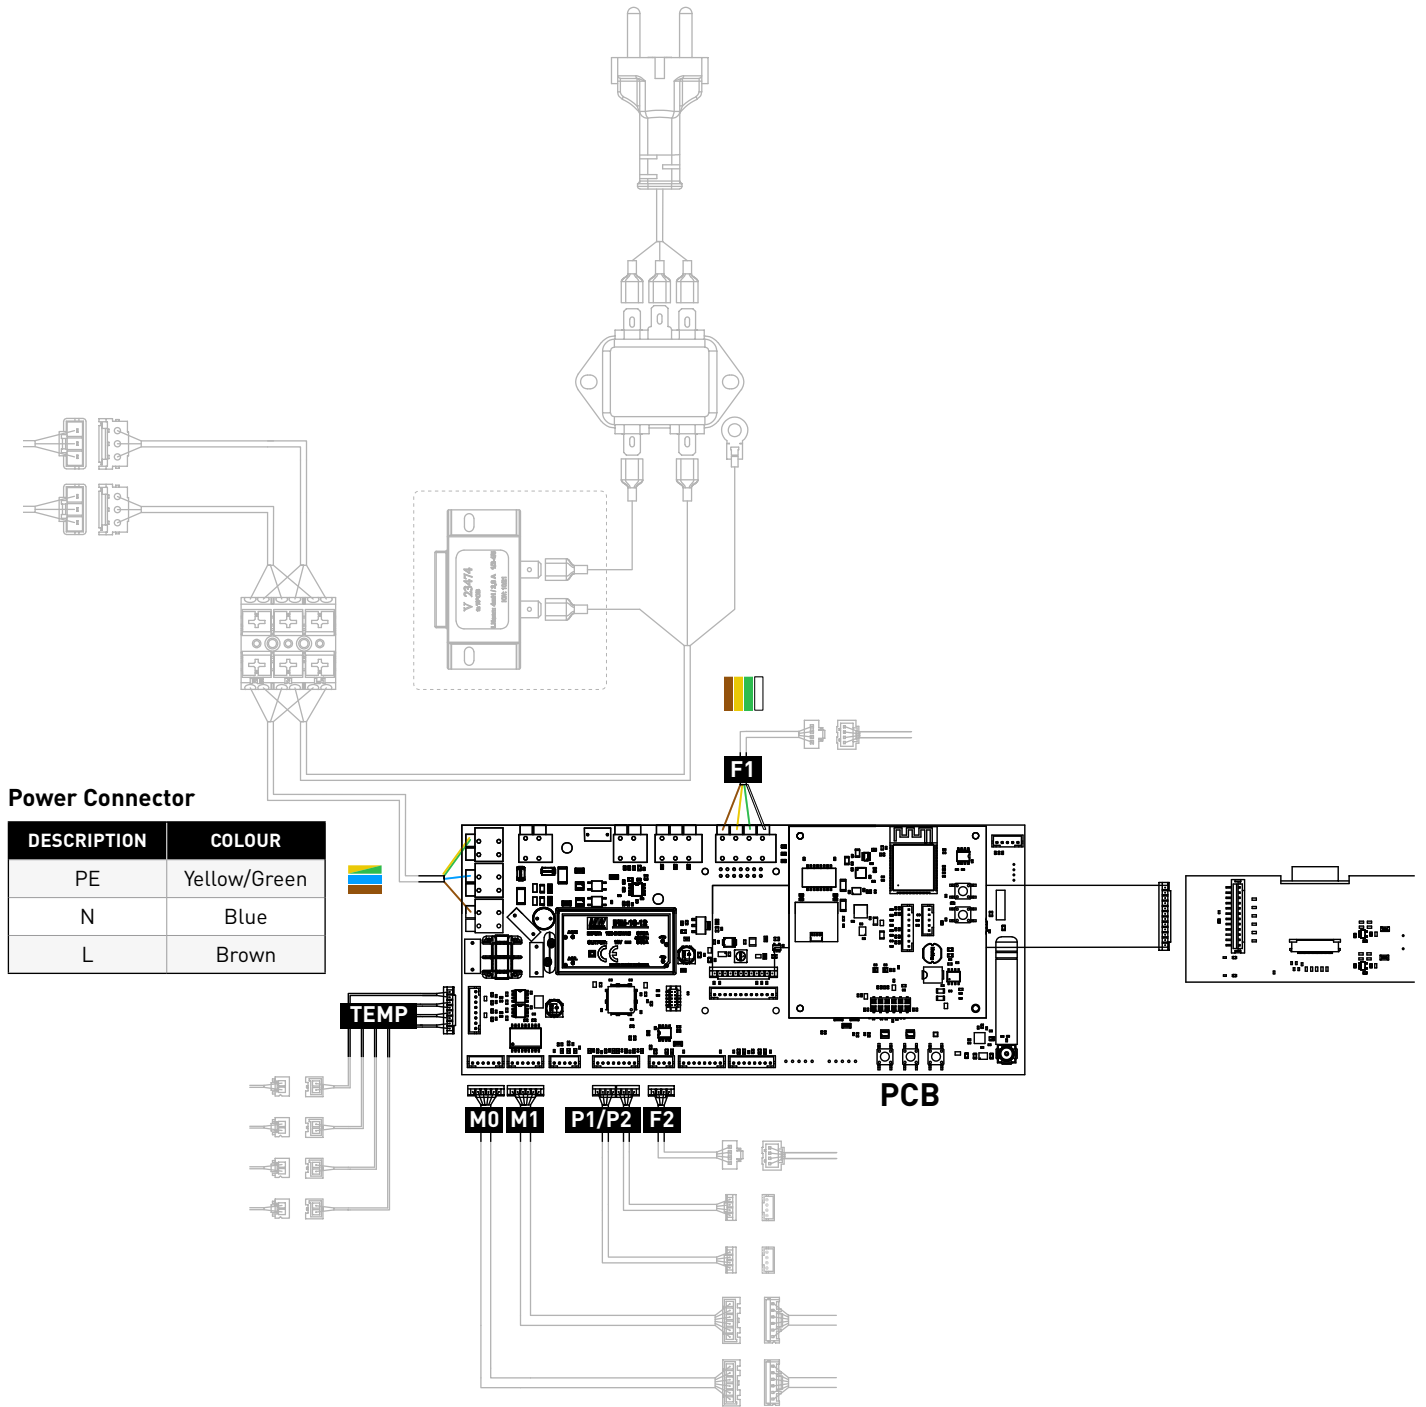 V 23474
F1
Power Connector
DESCRIPTION COLOUR
PE Yellow/Green
N Blue
L Brown
TEMP
PCB
M0 M1 P1/P2 F2